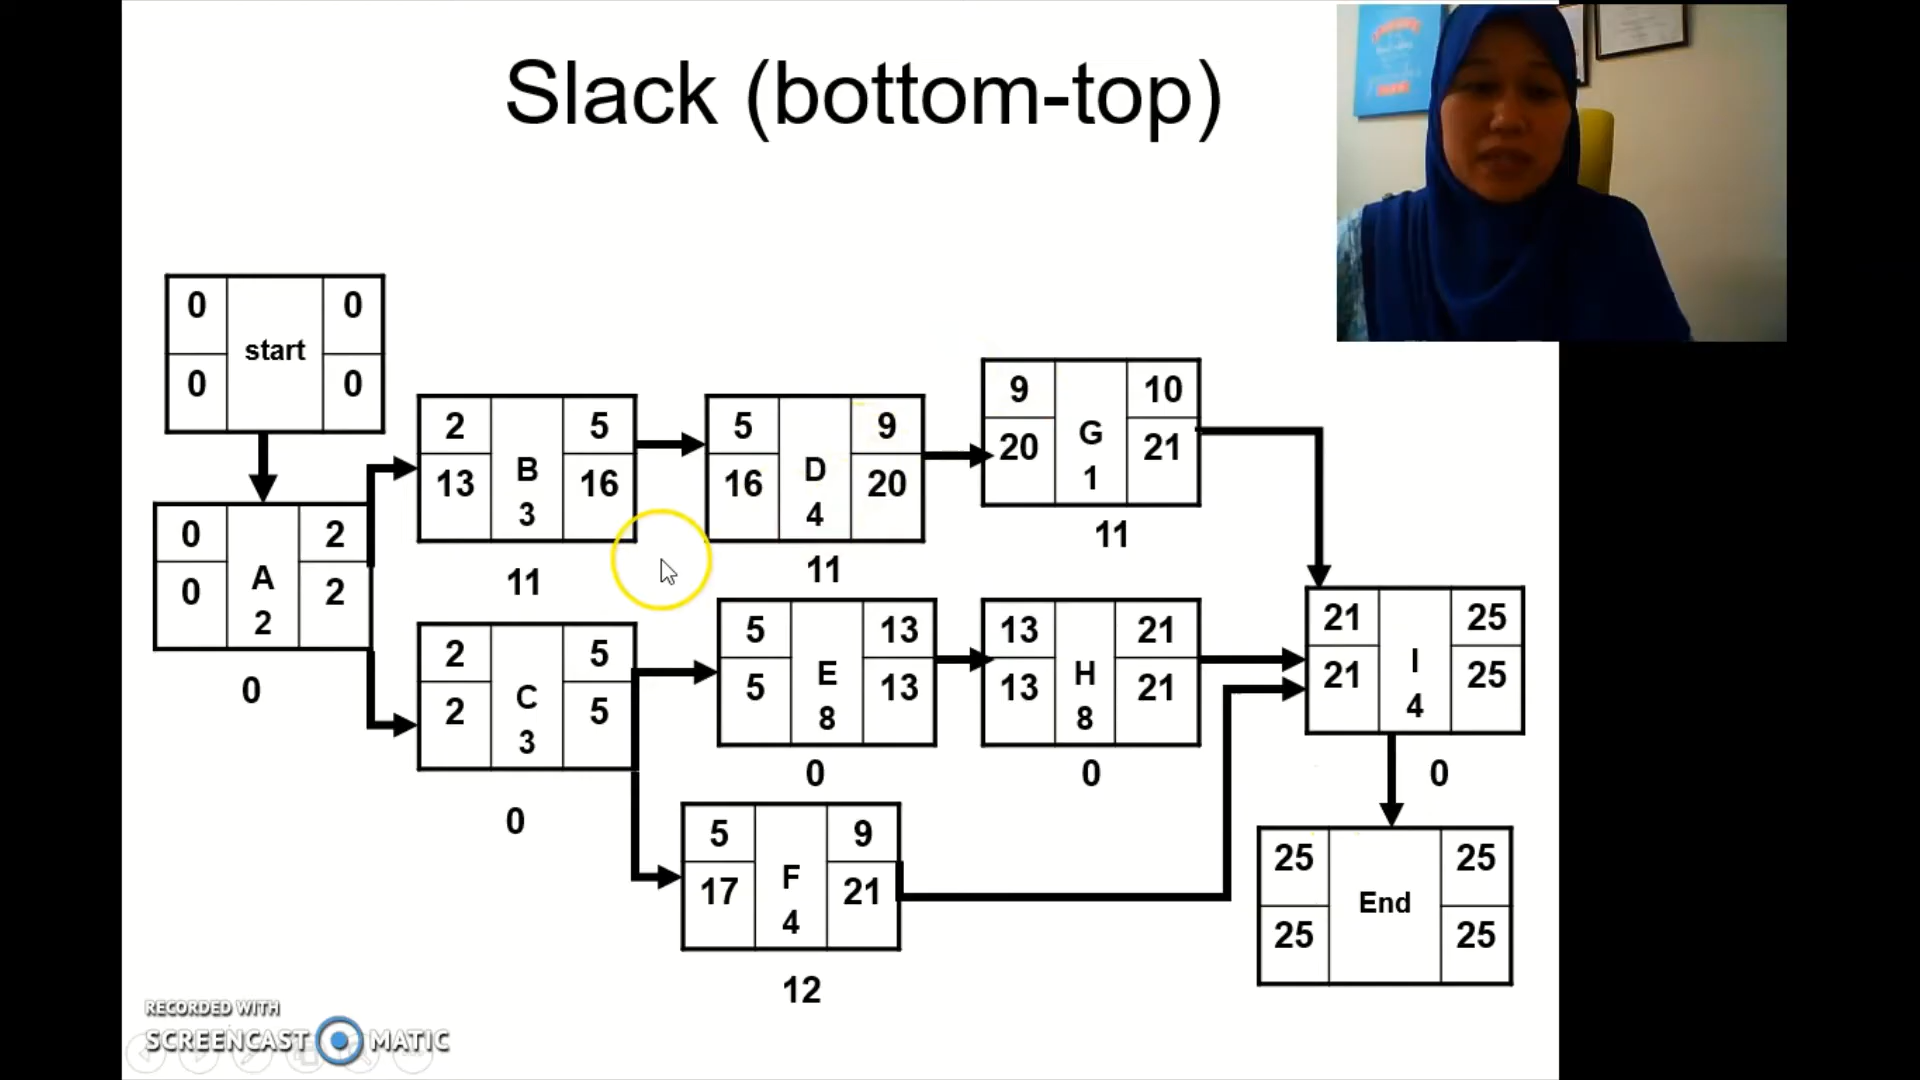 Slack (bottom-top)
0 0
start
0 0
0 2
A
0 2
2
0
2 5
B
13 16
3
11
5 9
D
16 20
4
11
9 10
G
20 21
1
11
2 5
C
2 5
3
0
5 13
E
5 13
8
0
13 21
H
13 21
8
0
5 9
F
17 21
4
12
21 25
I
21 25
4
0
25 25
End
25 25
RECORDED WITH
SCREENCAST MATIC